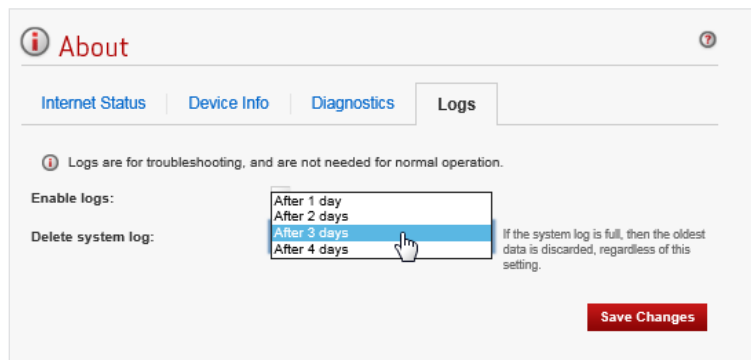 About
Internet Status
Device Info
Diagnostics
Logs
Logs are for troubleshooting, and are not needed for normal operation.
Enable logs:
After 1 day
After 2 days
Delete system log:
After 3 days
After 4 days
If the system log is full, then the oldest
data is discarded, regardless of this
setting.
Save Changes